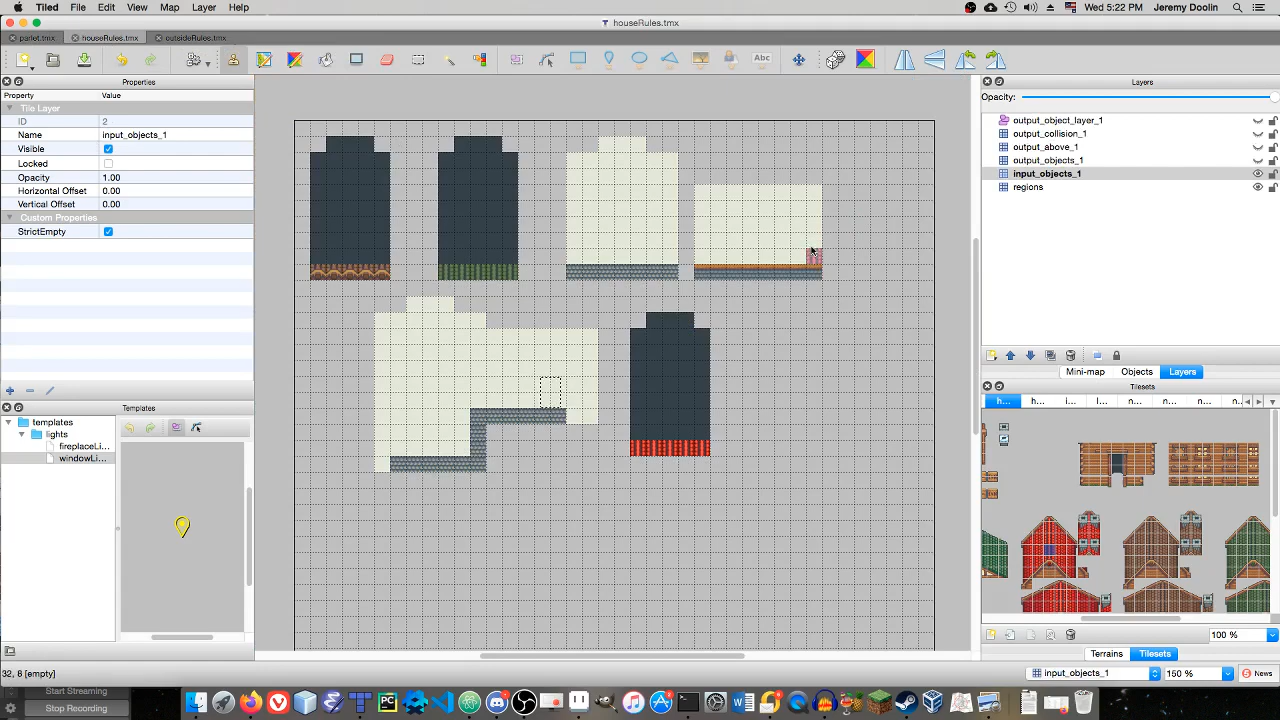 Tiled File Edit View Map Layer Help Wed 5:22 PM Jeremy Doolin
houseRules.tmx
parlet.tmx houseRules.tmx outsideRules.tmx
Abc
Properties
Property Value
Tile Layer
ID 2
Name input_objects_1
Visible
Locked
Opacity 1.00
Horizontal Offset 0.00
Vertical Offset 0.00
Custom Properties
StrictEmpty
Templates
templates
lights
fireplaceLi...
windowLi...
32, 8 [empty]
Start Streaming
Stop Recording
Layers
Opacity:
output_object_layer_1
output_collision_1
output_above_1
output_objects_1
input_objects_1
regions
Mini-map Objects Layers
Tilesets
h... h... i... l... n... n... n...
100 %
Terrains Tilesets
input_objects_1 150 % News